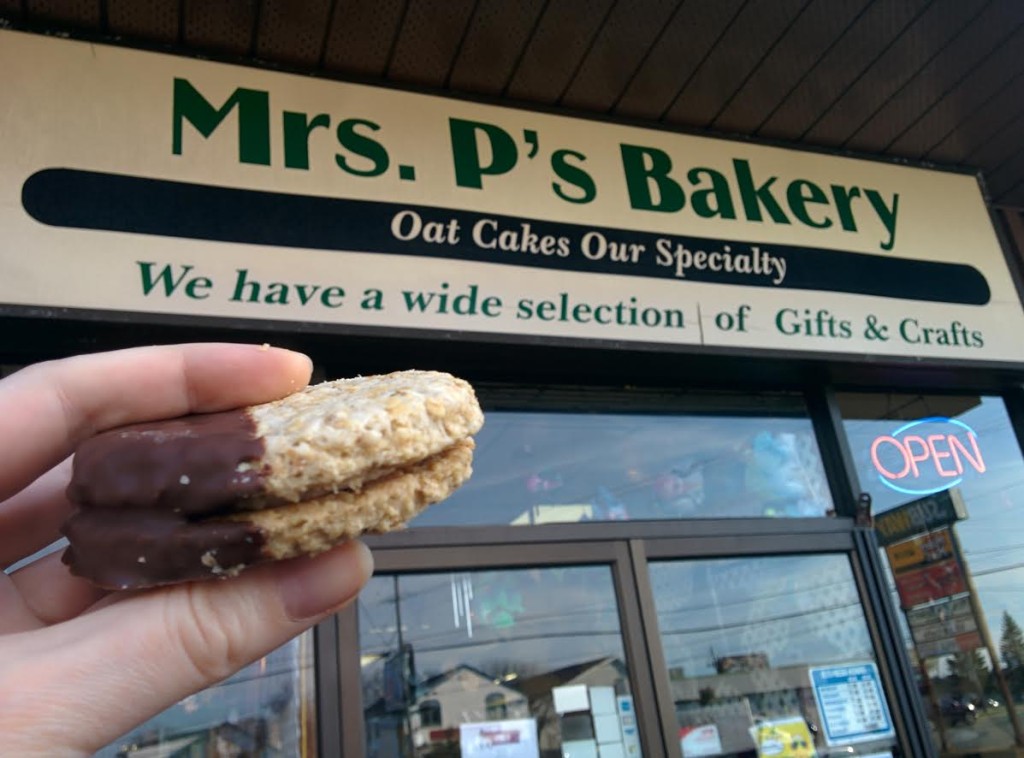 Mrs. P's Bakery
Oat Cakes Our Specialty
We have a wide selection of Gifts & Crafts
OPEN